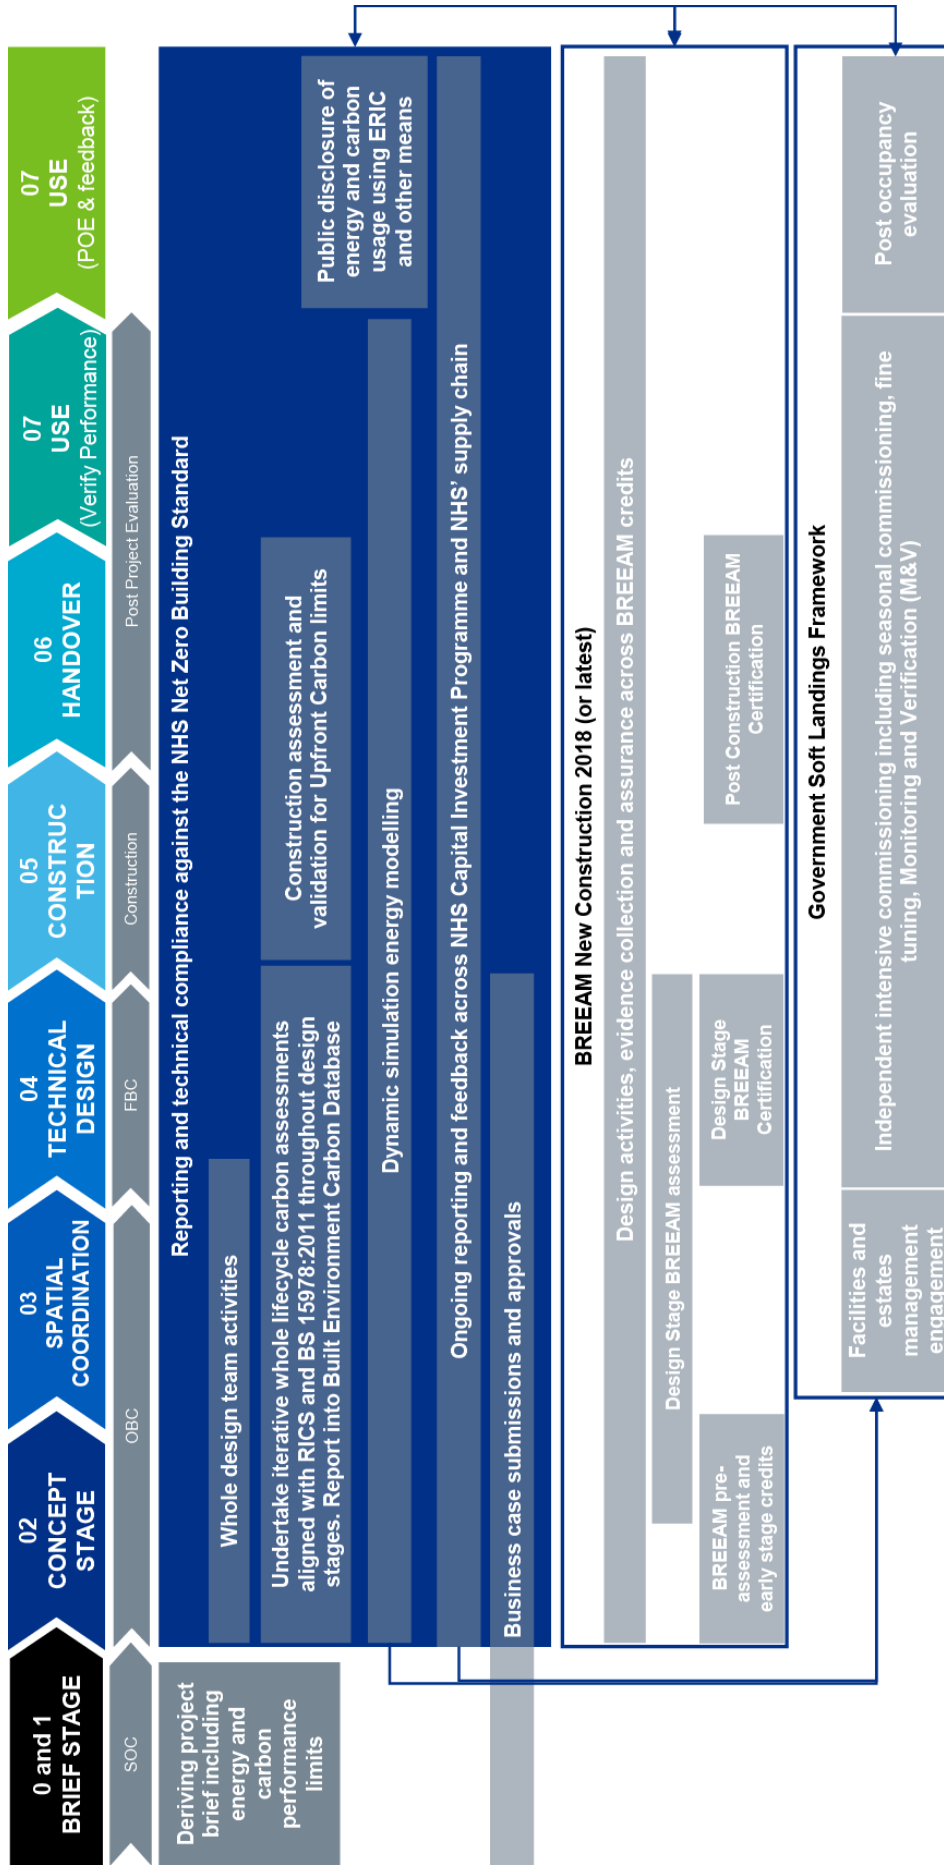 0 and 1
BRIEF STAGE
02
CONCEPT
STAGE
03
SPATIAL
COORDINATION
04
TECHNICAL
DESIGN
05
CONSTRUC
TION
06
HANDOVER
07
USE
(Verify Performance)
07
USE
(POE & feedback)
SOC
OBC
FBC
Construction
Post Project Evaluation
Deriving project
brief including
energy and
carbon
performance
limits
Reporting and technical compliance against the NHS Net Zero Building Standard
Whole design team activities
Undertake iterative whole lifecycle carbon assessments
aligned with RICS and BS 15978:2011 throughout design
stages. Report into Built Environment Carbon Database
Construction assessment and
validation for Upfront Carbon limits
Public disclosure of
energy and carbon
usage using ERIC
and other means
Dynamic simulation energy modelling
Ongoing reporting and feedback across NHS Capital Investment Programme and NHS' supply chain
Business case submissions and approvals
BREEAM New Construction 2018 (or latest)
Design activities, evidence collection and assurance across BREEAM credits
Design Stage BREEAM assessment
BREEAM pre-
assessment and
early stage credits
Design Stage
BREEAM
Certification
Post Construction BREEAM
Certification
Government Soft Landings Framework
Facilities and
estates
management
engagement
Independent intensive commissioning including seasonal commissioning, fine
tuning, Monitoring and Verification (M&V)
Post occupancy
evaluation